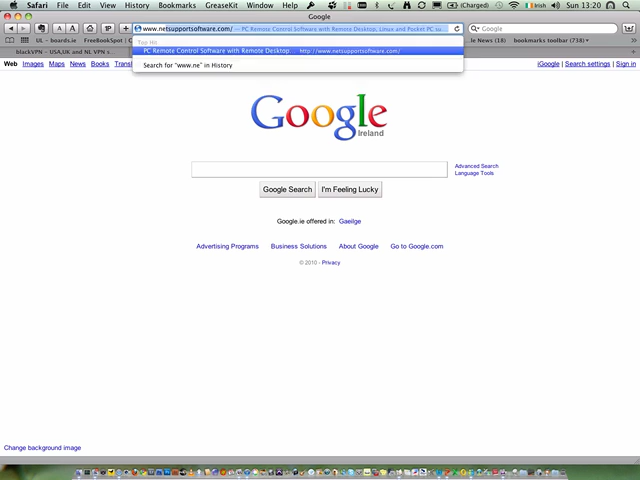 Safari File Edit View History Bookmarks GreaseKit Window Help (Charged) Irish Sun 13:20
Google
www.netsupportsoftware.com/ — PC Remote Control Software with Remote Desktop, Linux and Pocket PC su... Google
Top Hit
PC Remote Control Software with Remote Desktop... http://www.netsupportsoftware.com/
Search for "www.ne" in History
UL - boards.ie FreeBookSpot | ...le News (18) bookmarks toolbar (738)
blackVPN - USA,UK and NL VPN
Web Images Maps News Books iGoogle | Search settings | Sign in
Google
Ireland
Advanced Search
Language Tools
Google Search I'm Feeling Lucky
Google.ie offered in: Gaeilge
Advertising Programs Business Solutions About Google Go to Google.com
© 2010 - Privacy
Change background image